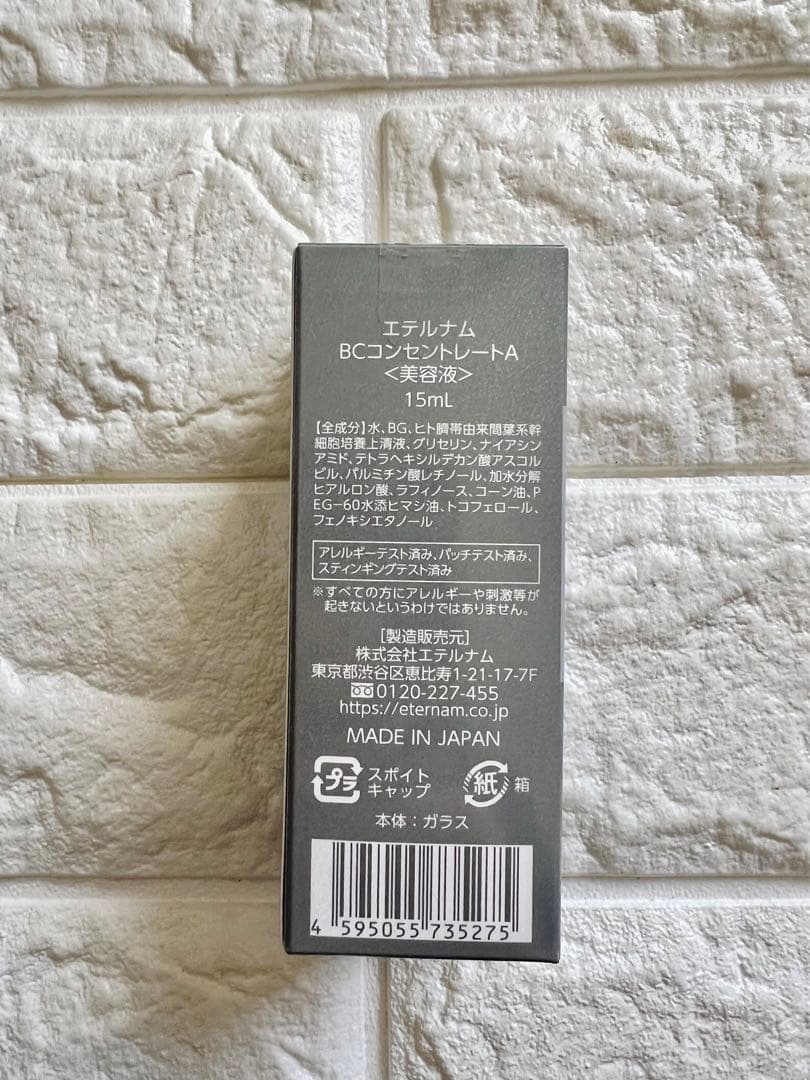 エテルナム
BCコンセントレートA
<美容液>
15mL
【全成分】水、BG、ヒト臍帯由来間葉系幹
細胞培養上清液、グリセリン、ナイアシン
アミド、テトラヘキシルデカン酸アスコル
ビル、パルミチン酸レチノール、加水分解
ヒアルロン酸、ラフィノース、コーン油、P
EG-60水添ヒマシ油、トコフェロール、
フェノキシエタノール
アレルギーテスト済み、パッチテスト済み、
スティンギングテスト済み
※すべての方にアレルギーや刺激等が
起きないというわけではありません。
[製造販売元]
株式会社エテルナム
東京都渋谷区恵比寿1-21-17-7F
0120-227-455
https://eternam.co.jp
MADE IN JAPAN
プラ スポイト
キャップ
紙 箱
本体：ガラス
4 595055 735275